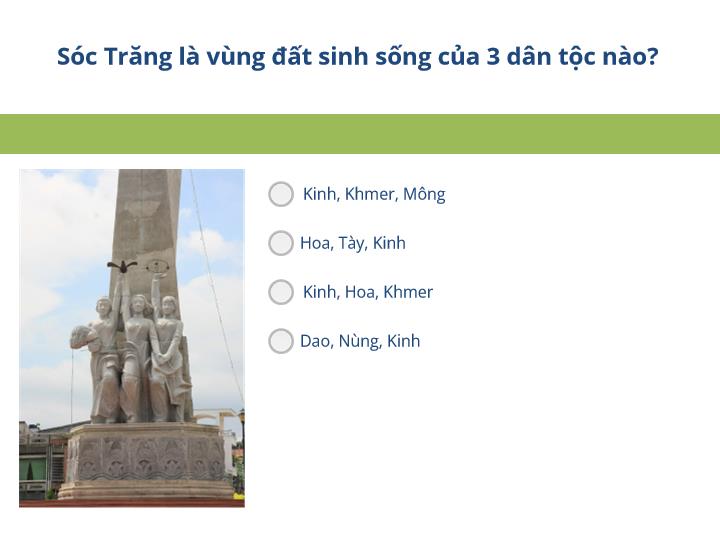 Sóc Trăng là vùng đất sinh sống của 3 dân tộc nào?
Kinh, Khmer, Mông
Hoa, Tày, Kinh
Kinh, Hoa, Khmer
Dao, Nùng, Kinh